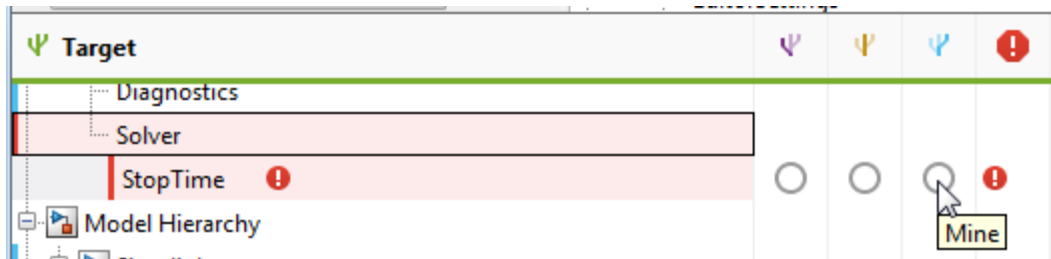 Target
Diagnostics
Solver
StopTime
Model Hierarchy
Mine